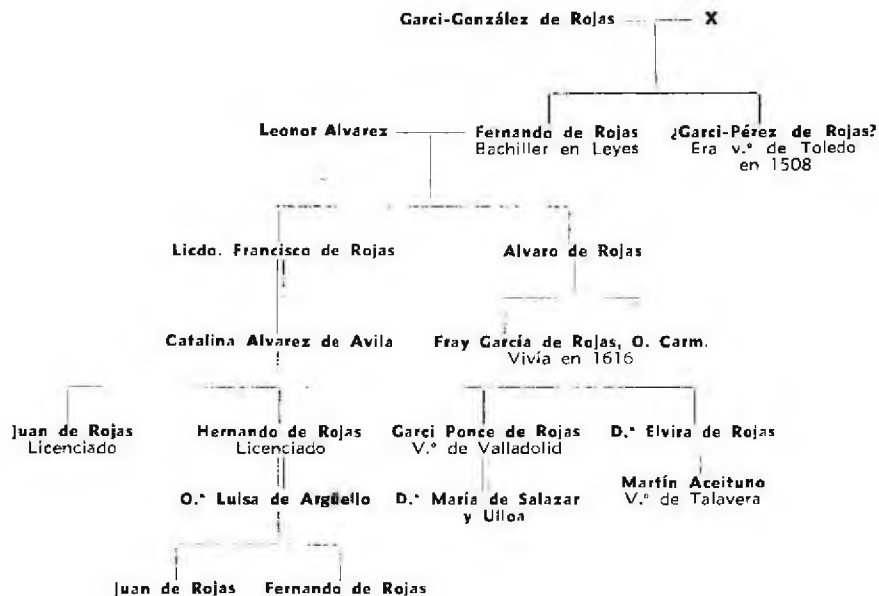 Garci-González de Rojas X
Leonor Alvarez Fernando de Rojas ¿Garci-Pérez de Rojas?
Bachiller en Leyes Era v.° de Toledo
en 1508
Licdo. Francisco de Rojas Alvaro de Rojas
Catalina Alvarez de Avila Fray García de Rojas, O. Carm.
Vivía en 1616
Juan de Rojas Hernando de Rojas Garci Ponce de Rojas D.ª Elvira de Rojas
Licenciado Licenciado V.° de Valladolid
Martín Aceituno
O.ª Luisa de Argüello D.ª María de Salazar V.° de Talavera
y Ulloa
Juan de Rojas Fernando de Rojas